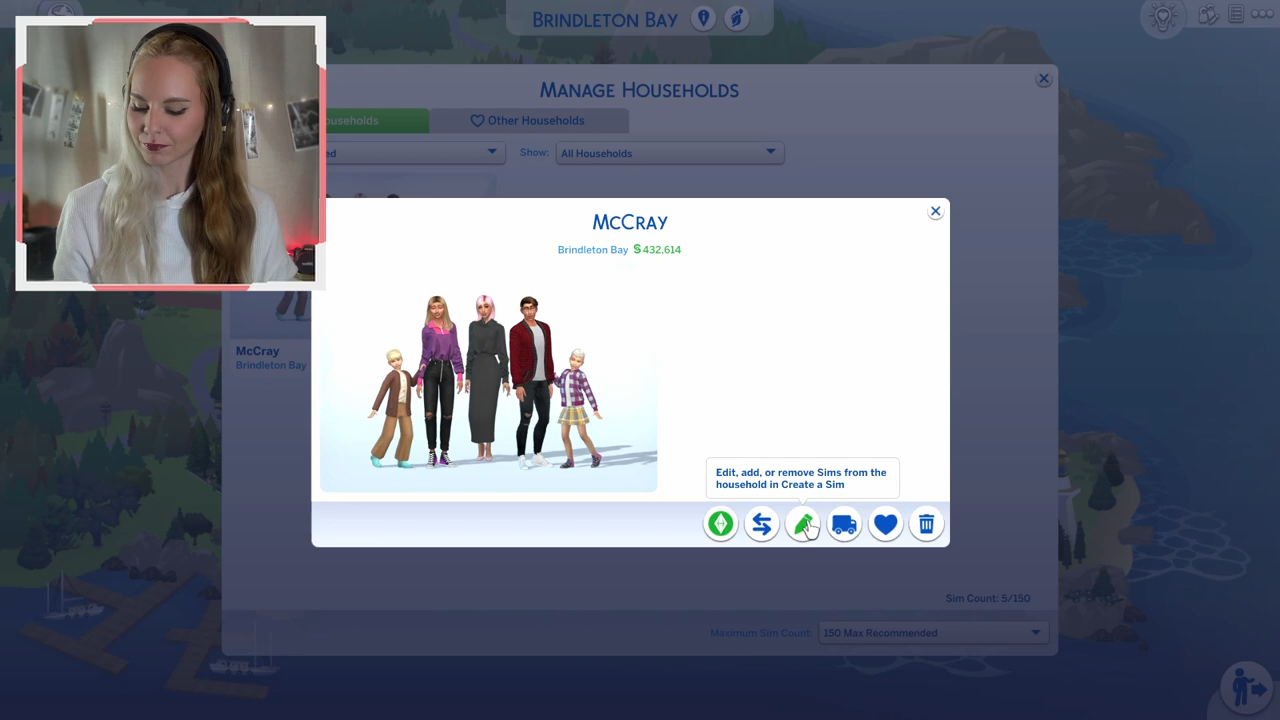 BRINDLETON BAY
MANAGE HOUSEHOLDS
ouseholds
Other Households
ed
Show:
All Households
MCCRAY
Brindleton Bay $432,614
McCray
Brindleton Bay
Edit, add, or remove Sims from the
household in Create a Sim
Sim Count: 5/150
Maximum Sim Count:
150 Max Recommended